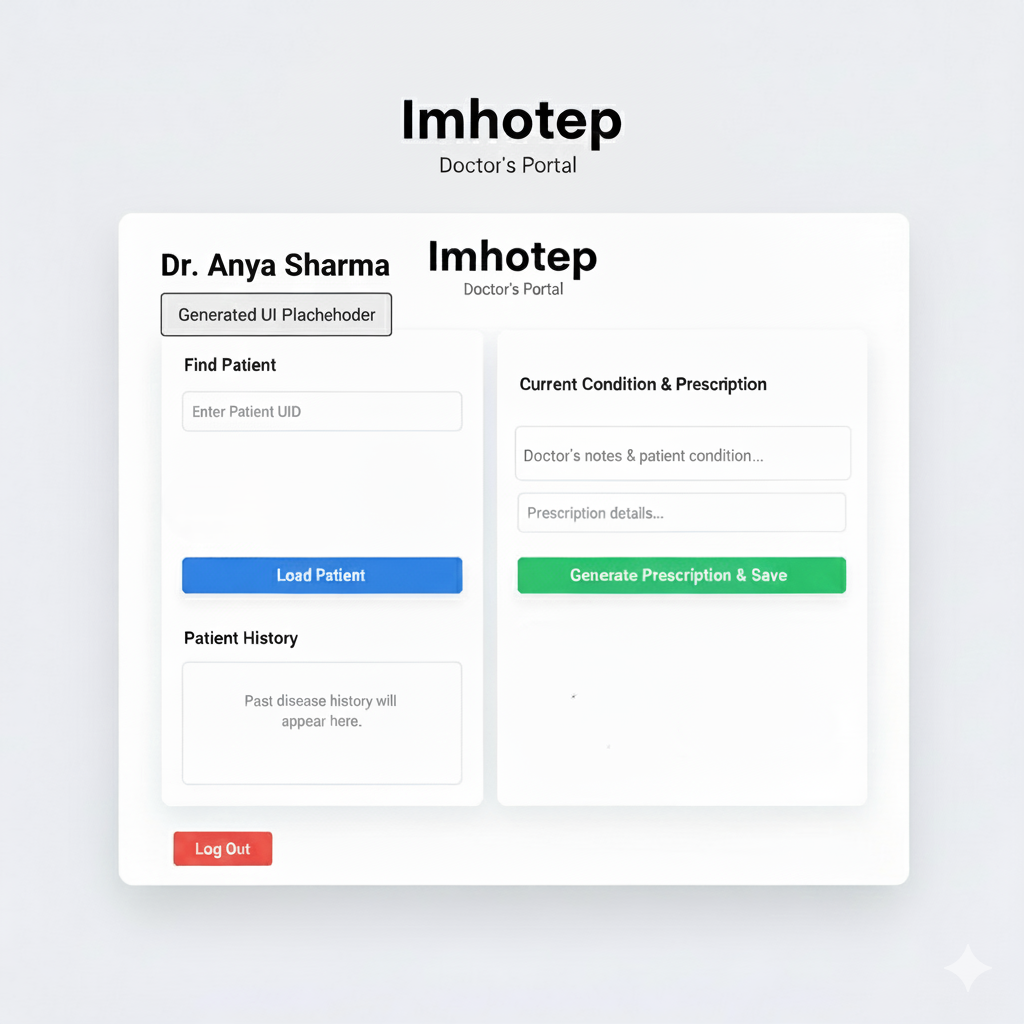 Imhotep
Doctor's Portal
Dr. Anya Sharma
Imhotep
Doctor's Portal
Generated UI Plachehoder
Find Patient
Enter Patient UID
Load Patient
Patient History
Past disease history will
appear here.
Current Condition & Prescription
Doctor's notes & patient condition...
Prescription details...
Generate Prescription & Save
Log Out